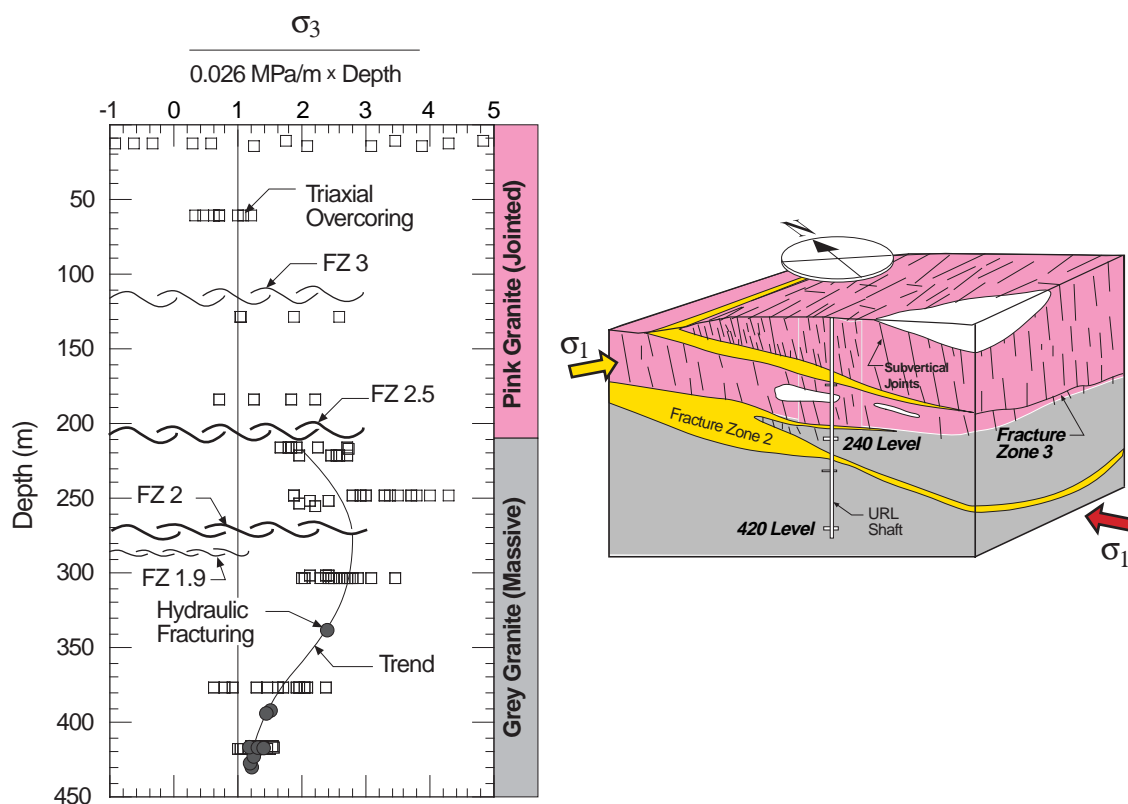 σ3
0.026 MPa/m x Depth
-1 0 1 2 3 4 5
50
Triaxial
Overcoring
FZ 3
100
150
FZ 2.5
200
FZ 2
250
FZ 1.9
300
Hydraulic
Fracturing
350
Trend
400
450
Depth (m)
Pink Granite (Jointed)
Grey Granite (Massive)
N
σ1
Subvertical
Joints
Fracture Zone 2
240 Level
Fracture
Zone 3
420 Level
URL
Shaft
σ1